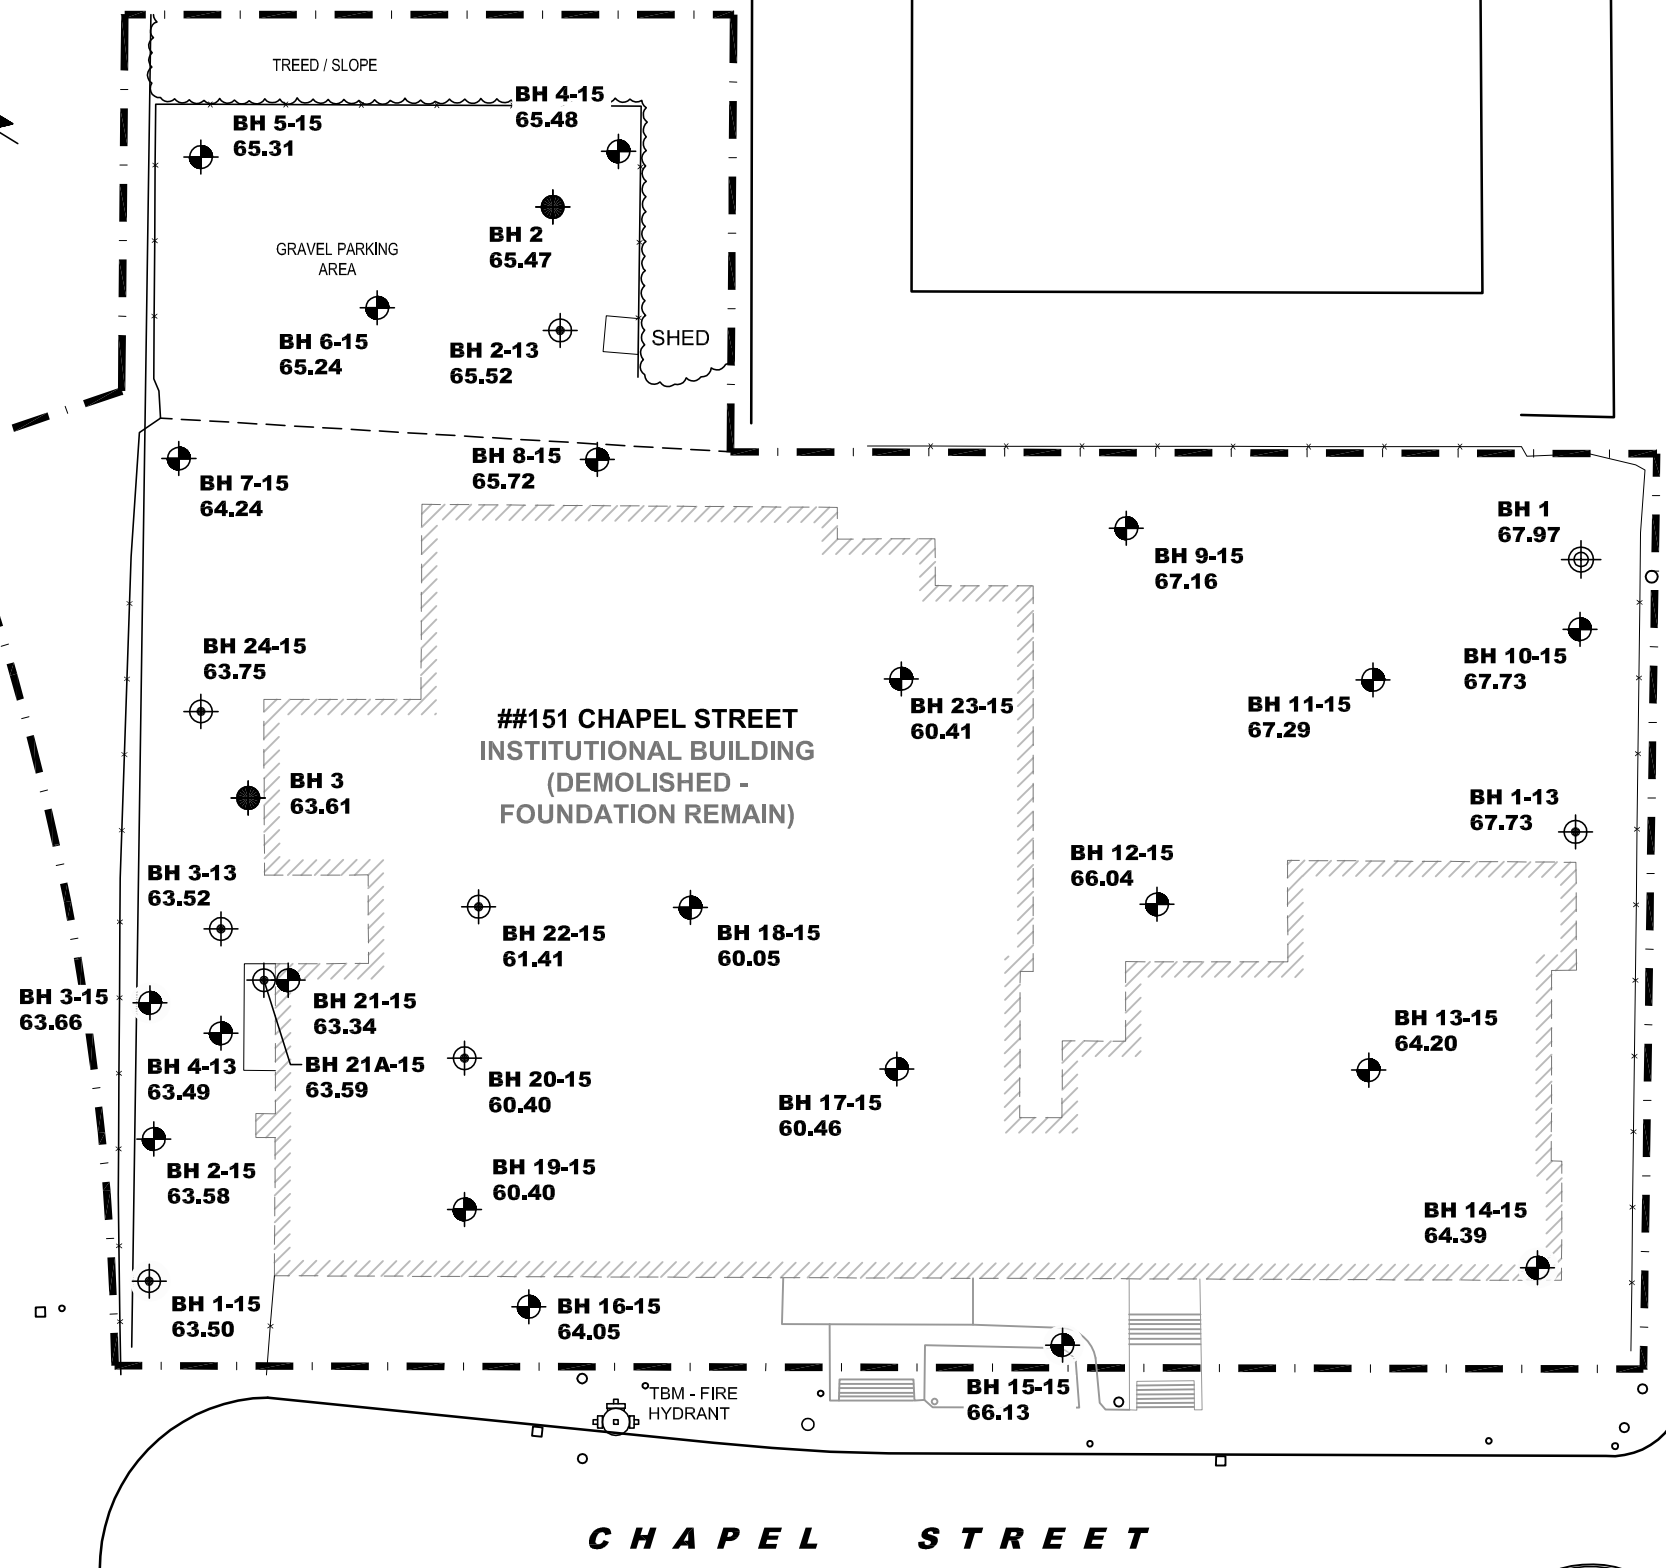 TREED / SLOPE
BH 4-15
65.48
BH 5-15
65.31
BH 2
65.47
GRAVEL PARKING
AREA
BH 6-15
65.24
BH 2-13
65.52
SHED
BH 7-15
64.24
BH 8-15
65.72
BH 9-15
67.16
BH 1
67.97
BH 24-15
63.75
BH 10-15
67.73
BH 23-15
60.41
BH 11-15
67.29
##151 CHAPEL STREET
INSTITUTIONAL BUILDING
(DEMOLISHED -
FOUNDATION REMAIN)
BH 3
63.61
BH 1-13
67.73
BH 3-13
63.52
BH 12-15
66.04
BH 22-15
61.41
BH 18-15
60.05
BH 3-15
63.66
BH 21-15
63.34
BH 13-15
64.20
BH 4-13
63.49
BH 21A-15
63.59
BH 20-15
60.40
BH 17-15
60.46
BH 2-15
63.58
BH 19-15
60.40
BH 14-15
64.39
BH 1-15
63.50
BH 16-15
64.05
BH 15-15
66.13
TBM - FIRE
HYDRANT
CHAPEL STREET